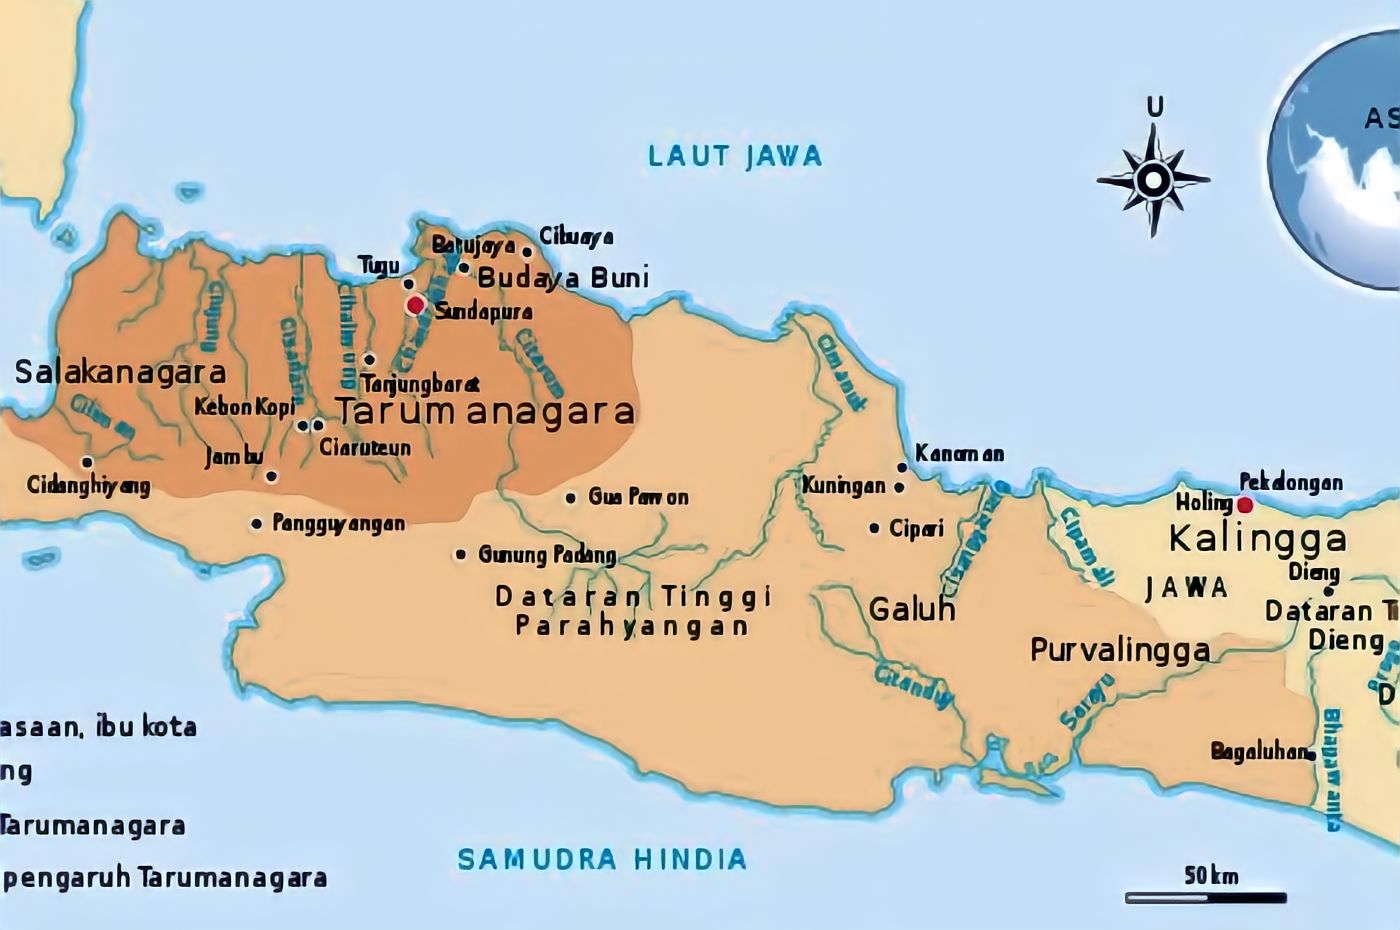 U
AS
LAUT JAWA
Batujaya
Cibuaya
Tugu
Budaya Buni
Sundapura
Citarum
Cimanuk
Salakanagara
Tanjungbarat
Kebon Kopi
Tarumanagara
Ciaruteun
Jambu
Cidanghiyang
Pangguyangan
Gua Pawon
Gunung Padang
Dataran Tinggi
Parahyangan
Kanoman
Kuningan
Cipari
Galuh
Pekalongan
Holing
Kalingga
JAWA
Dieng
Dataran T
Dieng
D
Purvalingga
Citanduy
Serayu
Bagaluhan
Bhagawanta
asaan, ibu kota
ng
Tarumanagara
pengaruh Tarumanagara
SAMUDRA HINDIA
50 km